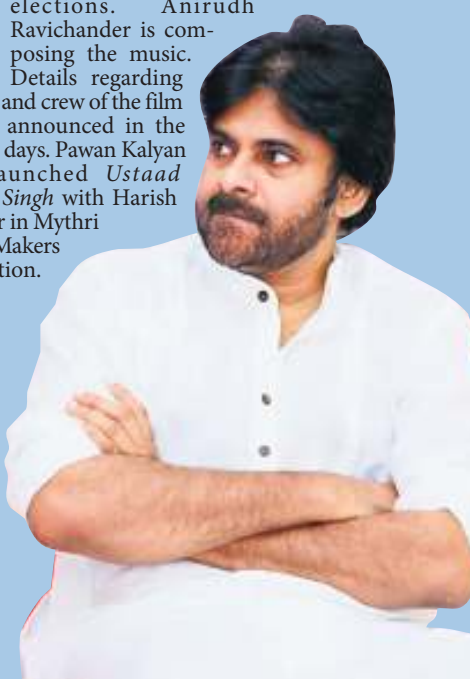 elections. Anirudh
Ravichander is com-
posing the music.
Details regarding
and crew of the film
announced in the
days. Pawan Kalyan
aunched Ustaad
Singh with Harish
r in Mythri
Makers
tion.